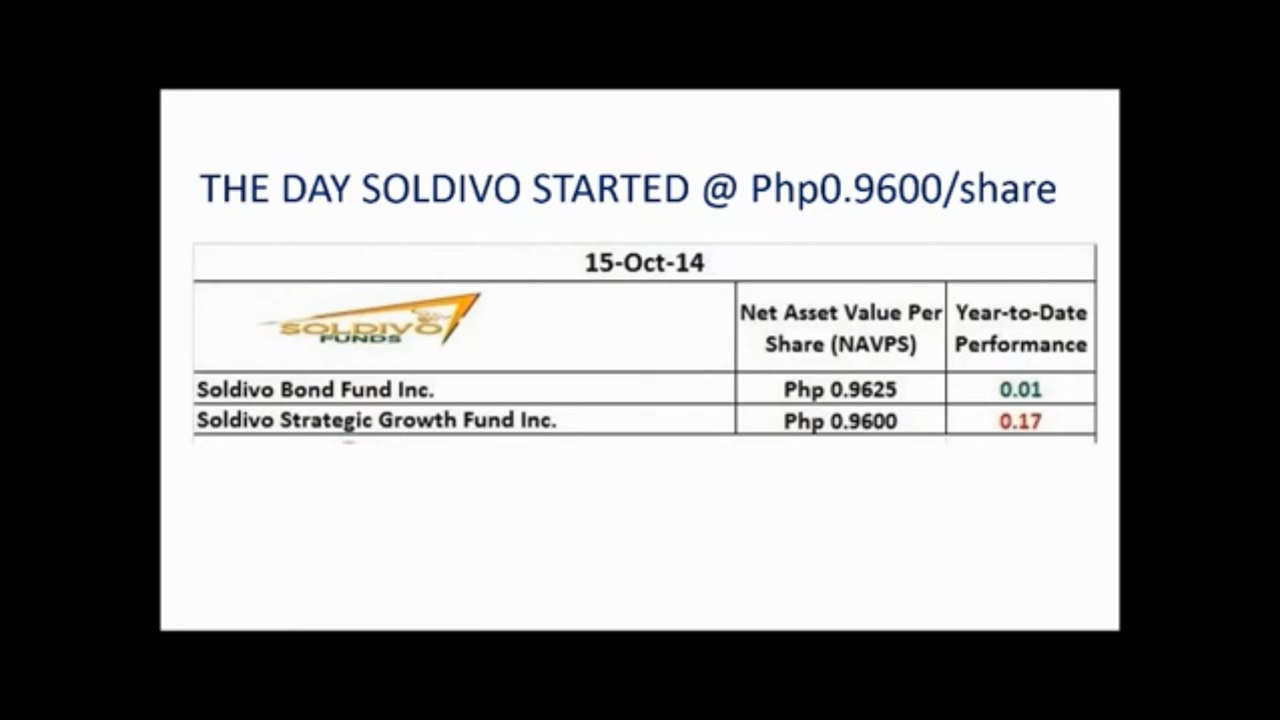 THE DAY SOLDIVO STARTED @ Php0.9600/share
15-Oct-14
SOLDIVO
FUNDS
Net Asset Value Per
Share (NAVPS)
Year-to-Date
Performance
Soldivo Bond Fund Inc. Php 0.9625 0.01
Soldivo Strategic Growth Fund Inc. Php 0.9600 0.17